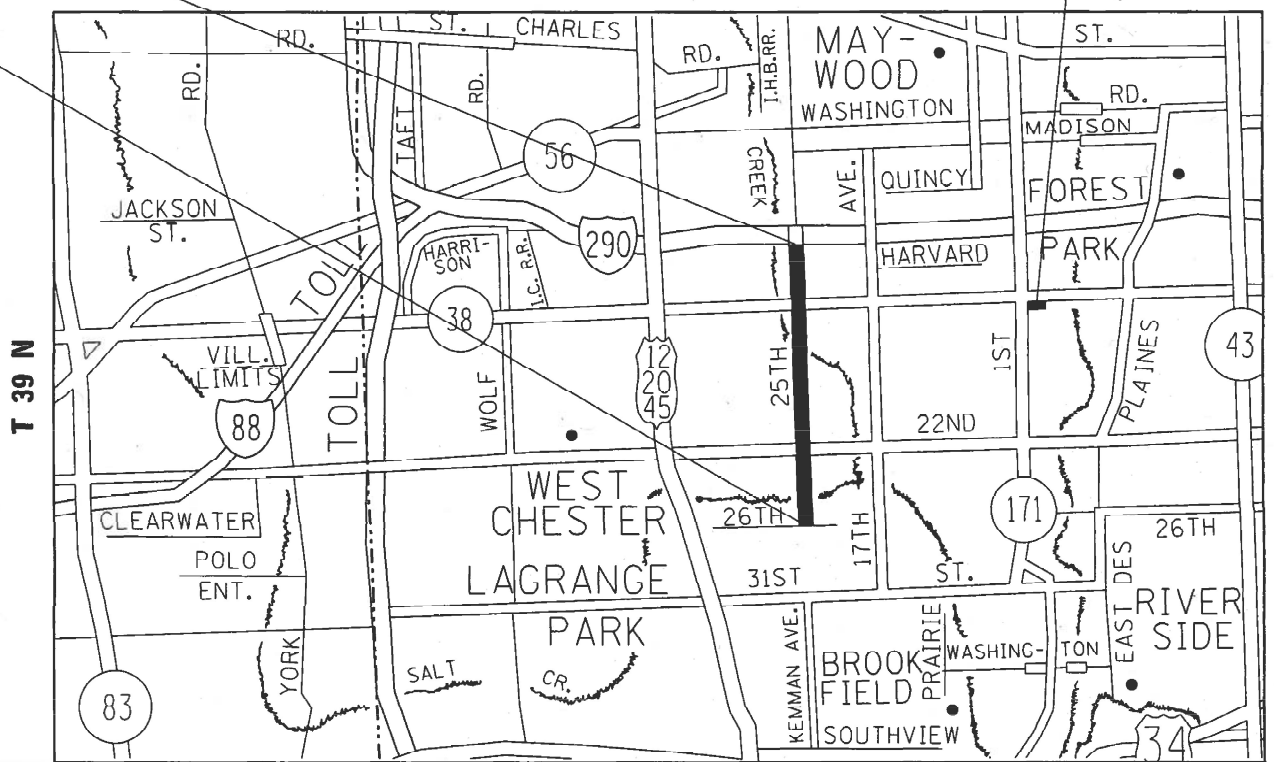 ST.
CHARLES
RD.
RD.
MAY-
WOOD
ST.
RD.
RD.
I.H.B.RR.
TAFT
WASHINGTON
RD.
MADISON
56
CREEK
AVE.
QUINCY
FOREST
PARK
JACKSON
ST.
290
HARVARD
HARRI-
SON
I.C. R.R.
TOLL
38
T 39 N
VILL.
LIMITS
TOLL
WOLF
12
20
45
25TH
1ST
PLAINES
43
88
22ND
WEST
CHESTER
26TH
17TH
171
26TH
CLEARWATER
POLO
ENT.
LAGRANGE
PARK
31ST
ST.
EAST DES
RIVER
SIDE
YORK
SALT
CR.
KEMMAN AVE.
BROOK
FIELD
PRAIRIE
WASHING-
TON
83
SOUTHVIEW
34